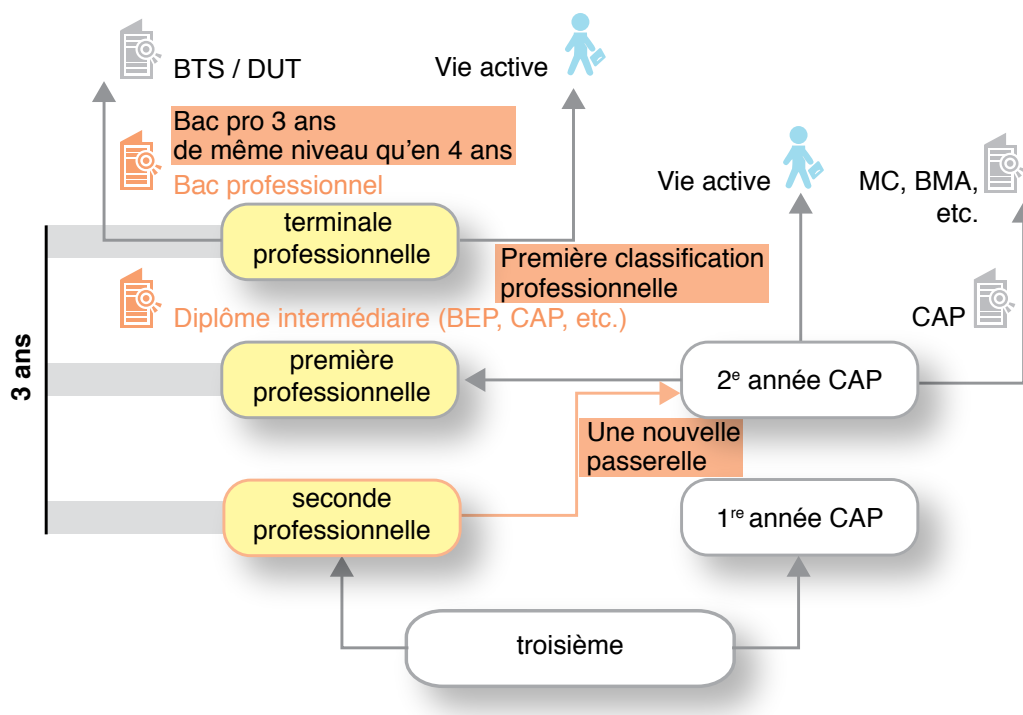 BTS / DUT
Vie active
Bac pro 3 ans
de même niveau qu'en 4 ans
Bac professionnel
Vie active
MC, BMA,
etc.
terminale
professionnelle
Première classification
professionnelle
Diplôme intermédiaire (BEP, CAP, etc.)
CAP
3 ans
première
professionnelle
2e année CAP
Une nouvelle
passerelle
seconde
professionnelle
1re année CAP
troisième